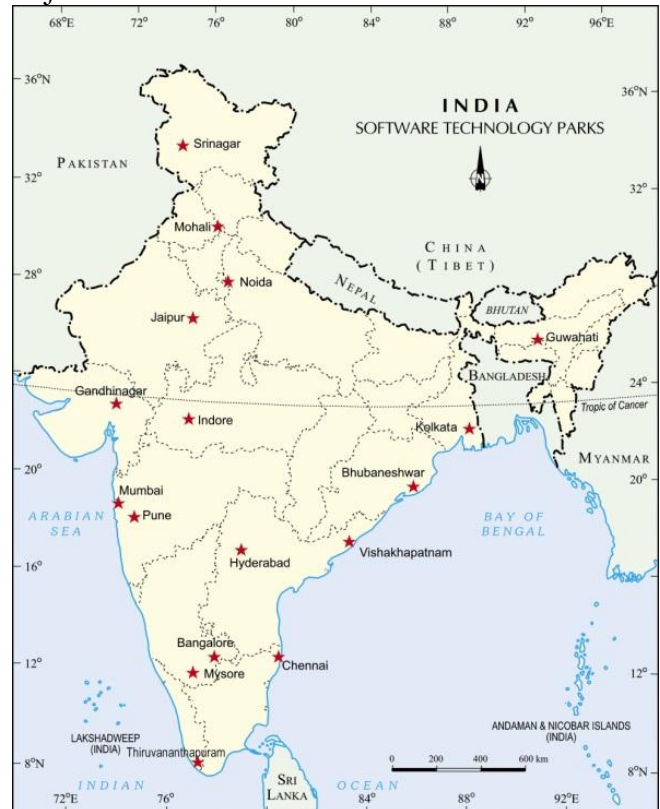 68°E 72°E 76°E 80°E 84°E 88°E 92°E 96°E
36°N
36°N
INDIA
SOFTWARE TECHNOLOGY PARKS
N
Srinagar
PAKISTAN
32°N
32°N
Mohali
CHINA
(TIBET)
28°N
Noida
NEPAL
BHUTAN
Jaipur
Guwahati
BANGLADESH
24°N
24°N
Gandhinagar
Tropic of Cancer
Indore
Kolkata
MYANMAR
20°N
20°N
Bhubaneshwar
Mumbai
Pune
ARABIAN
SEA
BAY OF
BENGAL
Vishakhapatnam
Hyderabad
16°N
16°N
Bangalore
Chennai
Mysore
12°N
12°N
LAKSHADWEEP
(INDIA)
ANDAMAN & NICOBAR ISLANDS
(INDIA)
Thiruvananthapuram
8°N
8°N
0 200 400 600 km
SRI
LANKA
INDIAN OCEAN
72°E 76°E 84°E 88°E 92°E